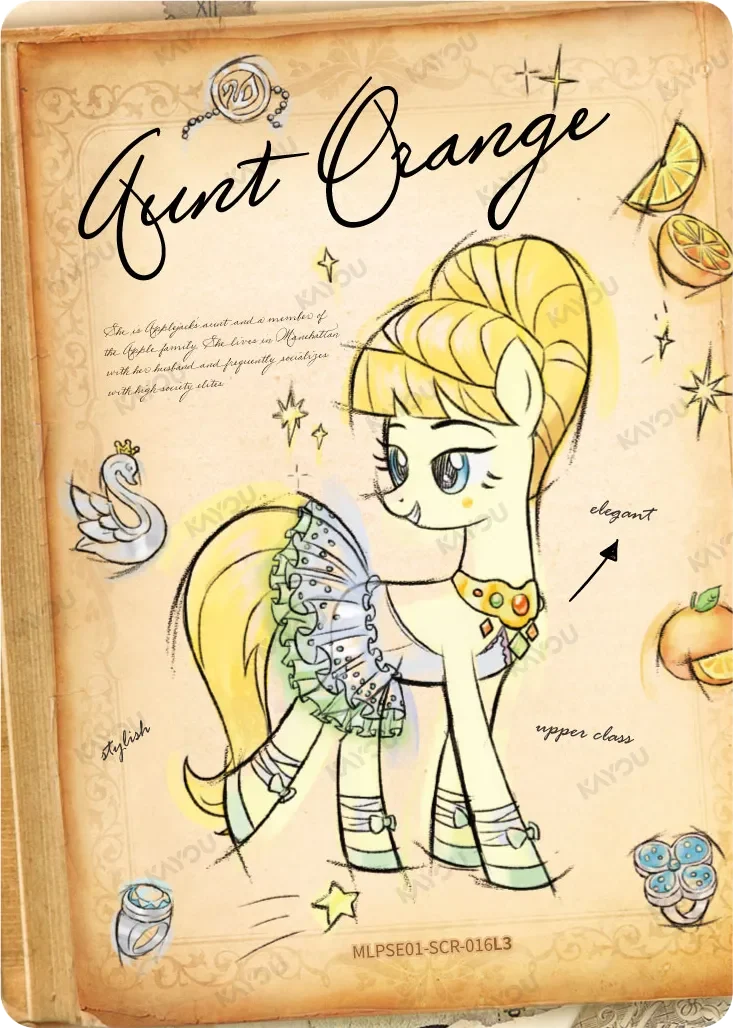 Aunt Orange
She is Applejack's aunt and a member of
the Apple family. She lives in Manehattan
with her husband and frequently socializes
with high-society elites.
elegant
stylish
upper class
MLPSE01-SCR-016L3
KAYOU